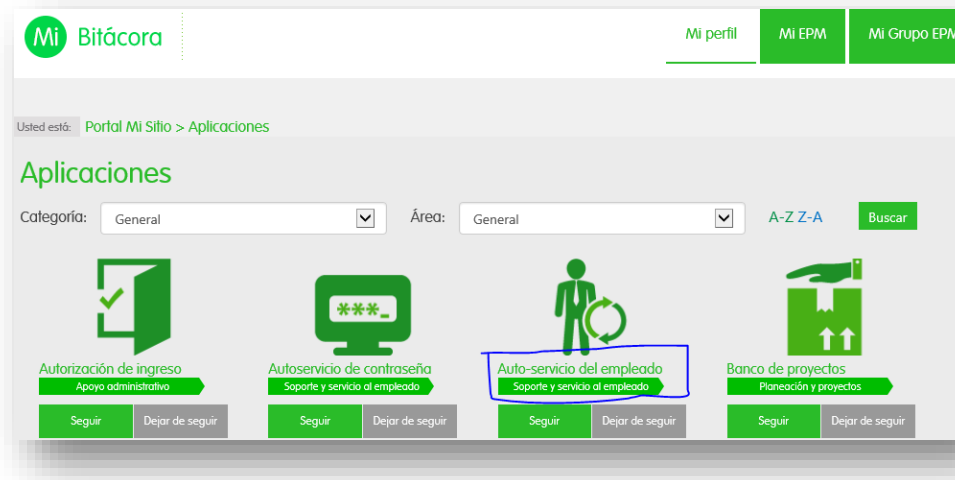 Mi Bitácora
Mi perfil Mi EPM Mi Grupo EPM
Usted está: Portal Mi Sitio > Aplicaciones
Aplicaciones
Categoría: General Área: General A-Z Z-A Buscar
***_
Autorización de ingreso Autoservicio de contraseña Auto-servicio del empleado Banco de proyectos
Apoyo administrativo Soporte y servicio al empleado Soporte y servicio al empleado Planeación y proyectos
Seguir Dejar de seguir Seguir Dejar de seguir Seguir Dejar de seguir Seguir Dejar de seguir